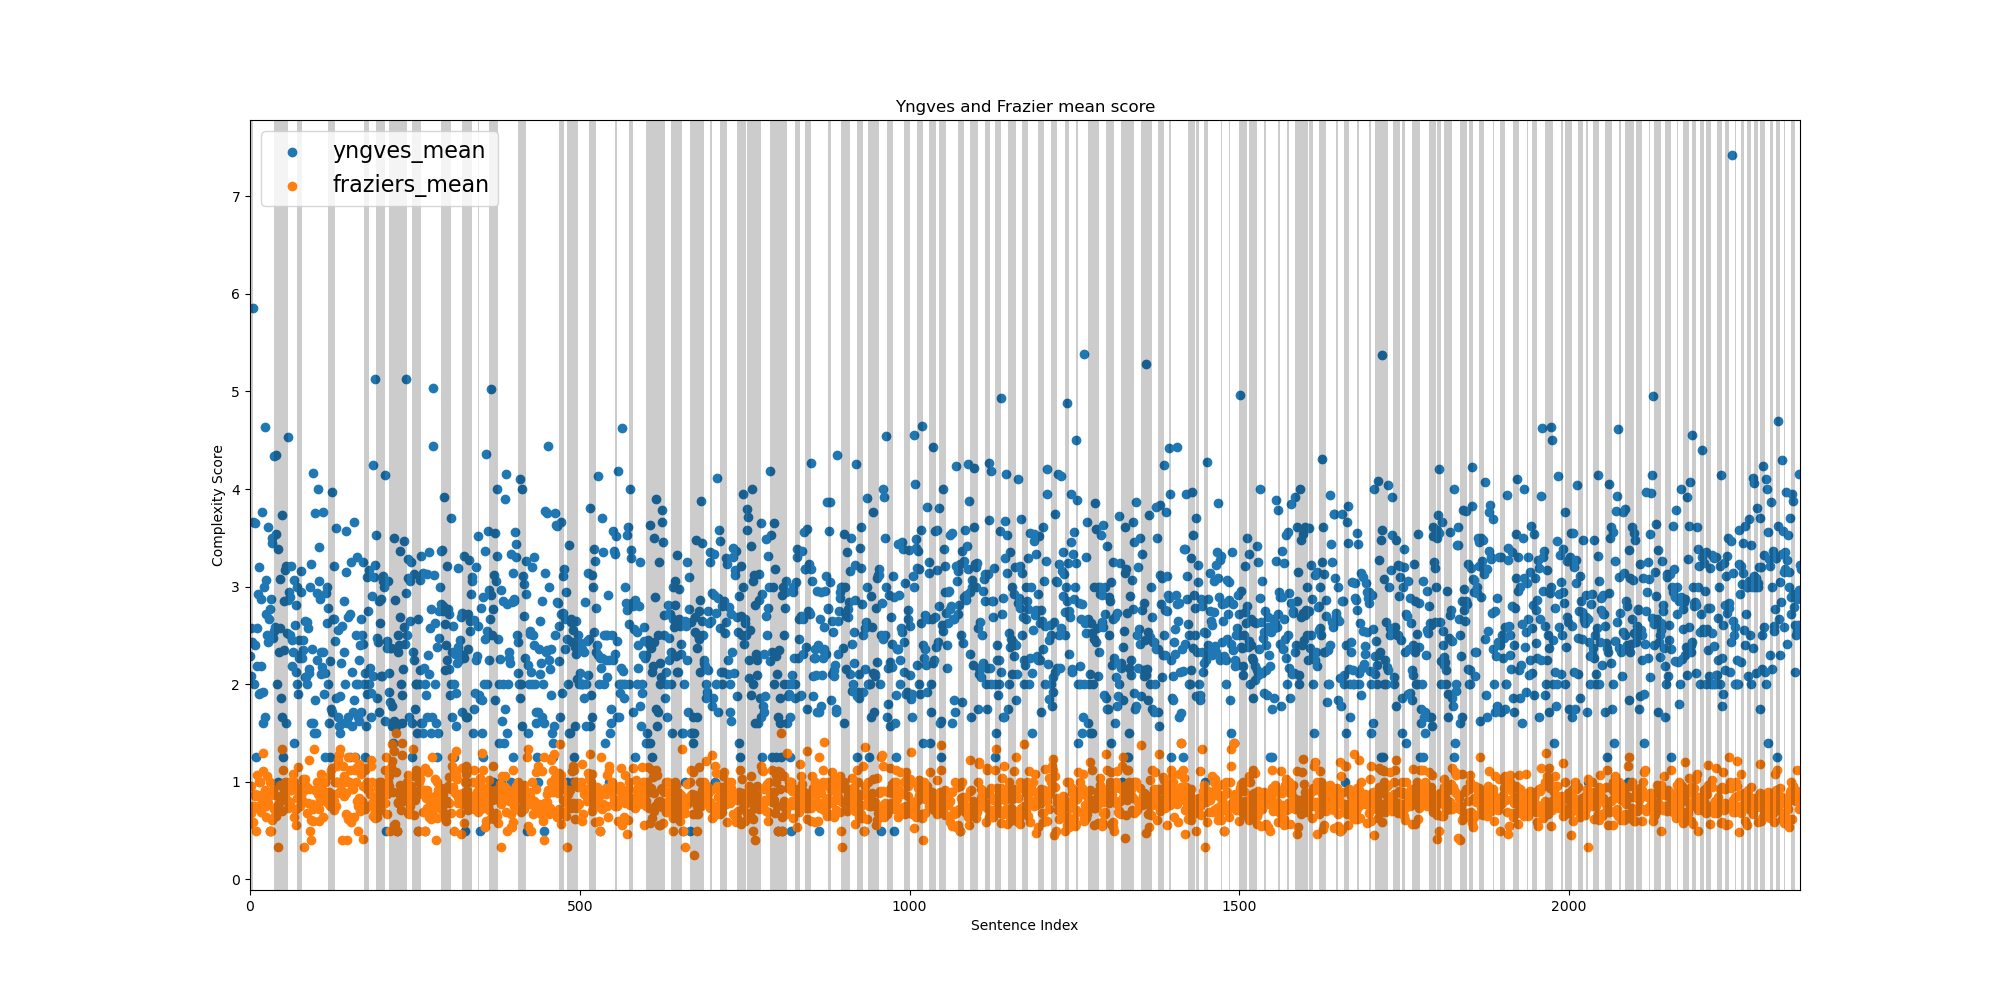 Yngves and Frazier mean score
yngves_mean
fraziers_mean
Complexity Score
7
6
5
4
3
2
1
0
0 500 1000 1500 2000
Sentence Index